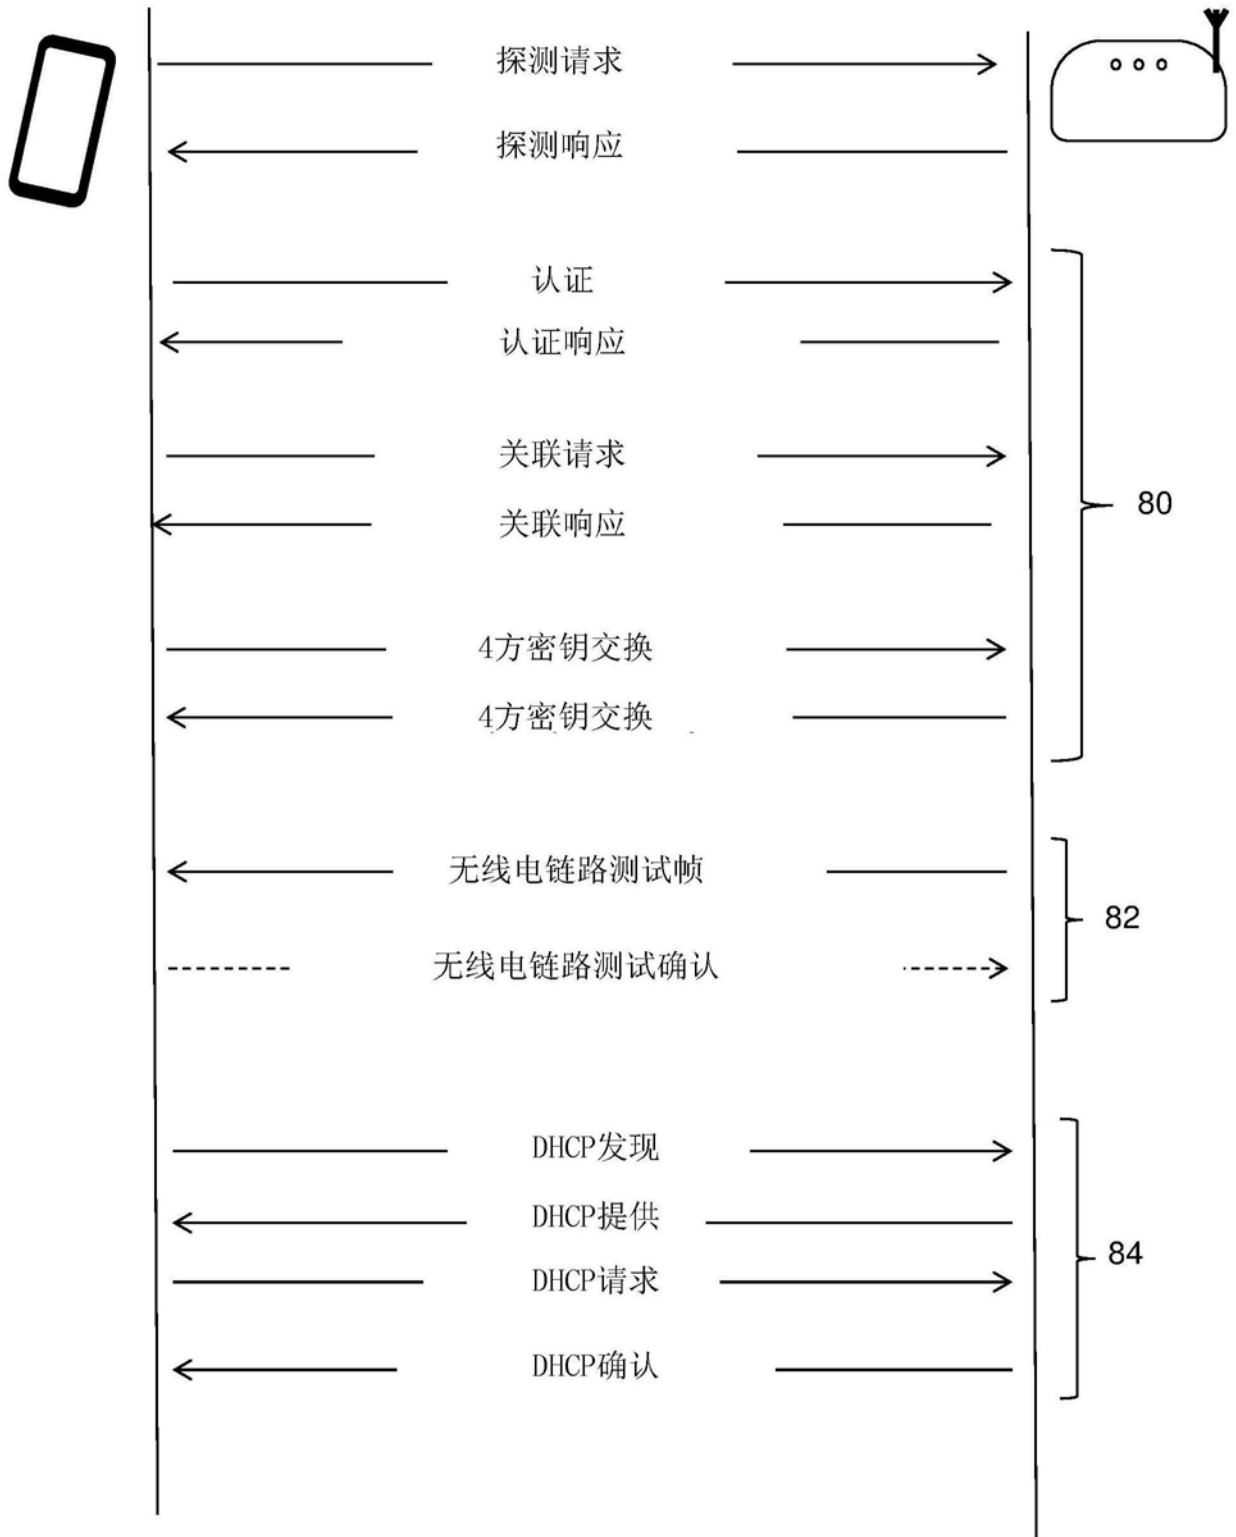 探测请求
探测响应
认证
认证响应
关联请求
80
关联响应
4方密钥交换
4方密钥交换
无线电链路测试帧
82
无线电链路测试确认
DHCP发现
DHCP提供
84
DHCP请求
DHCP确认